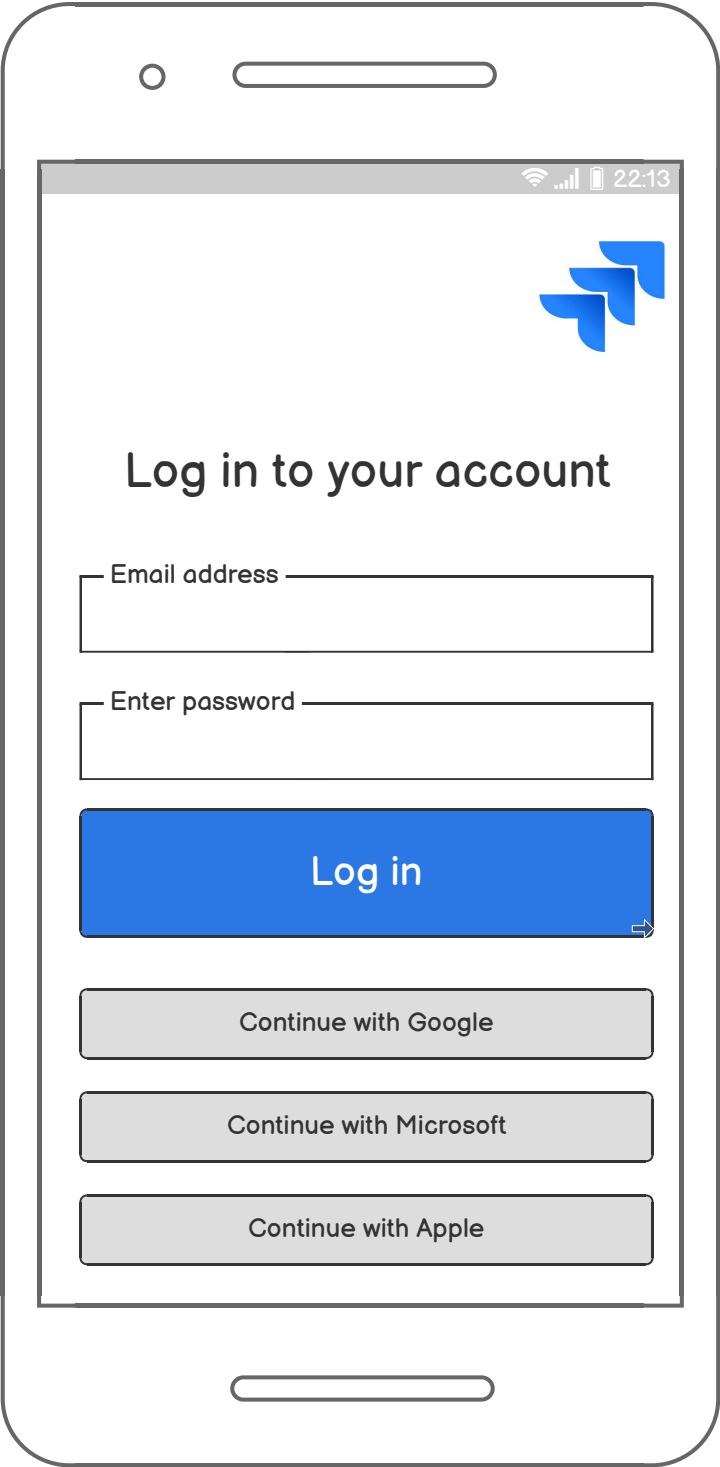 22:13
Log in to your account
Email address
Enter password
Log in
Continue with Google
Continue with Microsoft
Continue with Apple